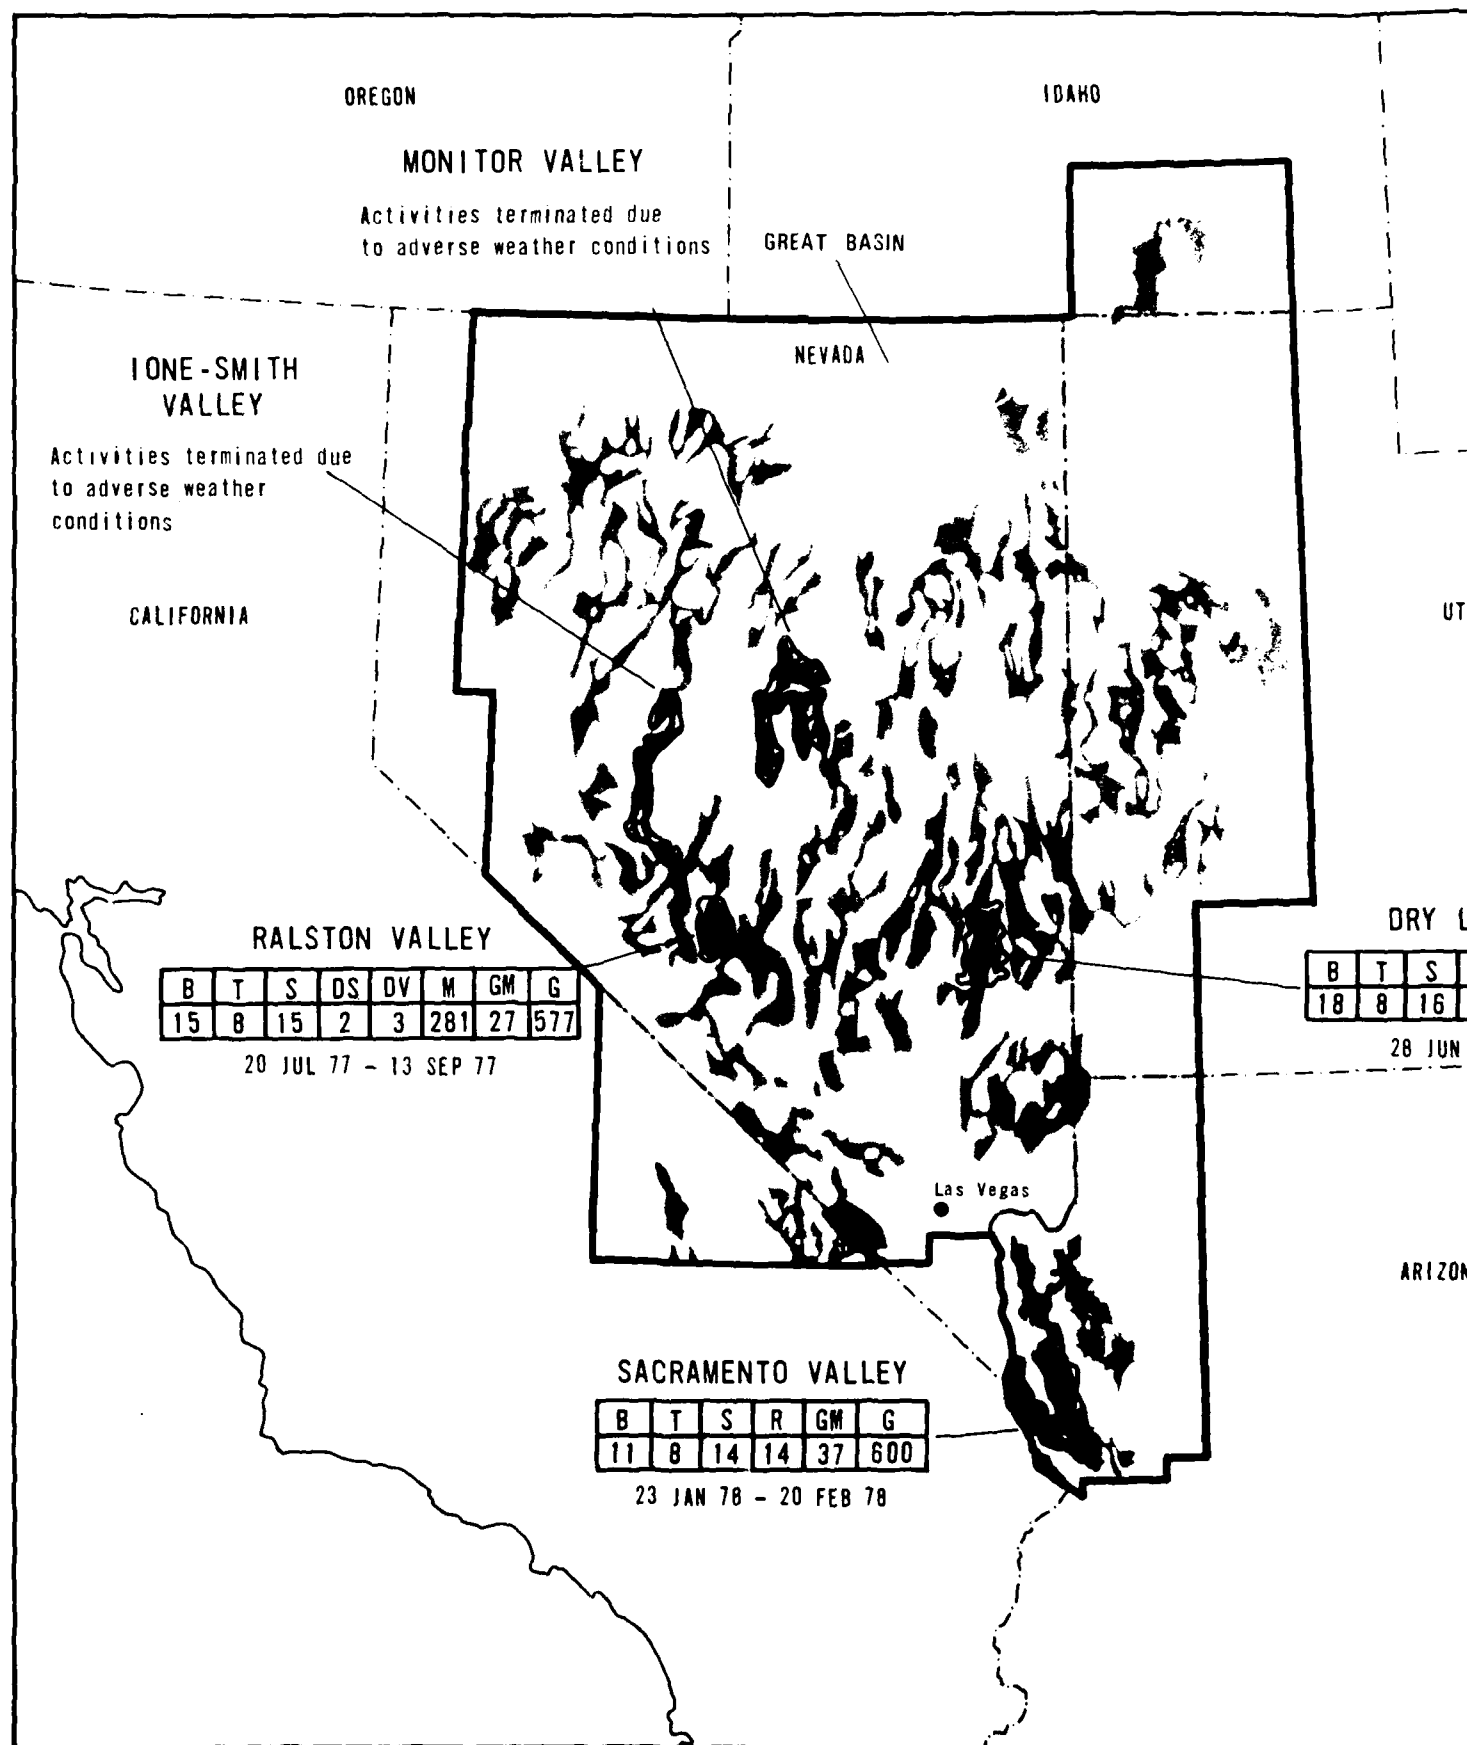 OREGON
IDAHO
MONITOR VALLEY
Activities terminated due
to adverse weather conditions
GREAT BASIN
NEVADA
IONE-SMITH
VALLEY
Activities terminated due
to adverse weather
conditions
CALIFORNIA
UT
RALSTON VALLEY
B T S DS DV M GM G
15 8 15 2 3 281 27 577
20 JUL 77 - 13 SEP 77
DRY L
B T S
18 8 16
28 JUN
Las Vegas
ARIZON
SACRAMENTO VALLEY
B T S R GM G
11 8 14 14 37 600
23 JAN 78 - 20 FEB 78